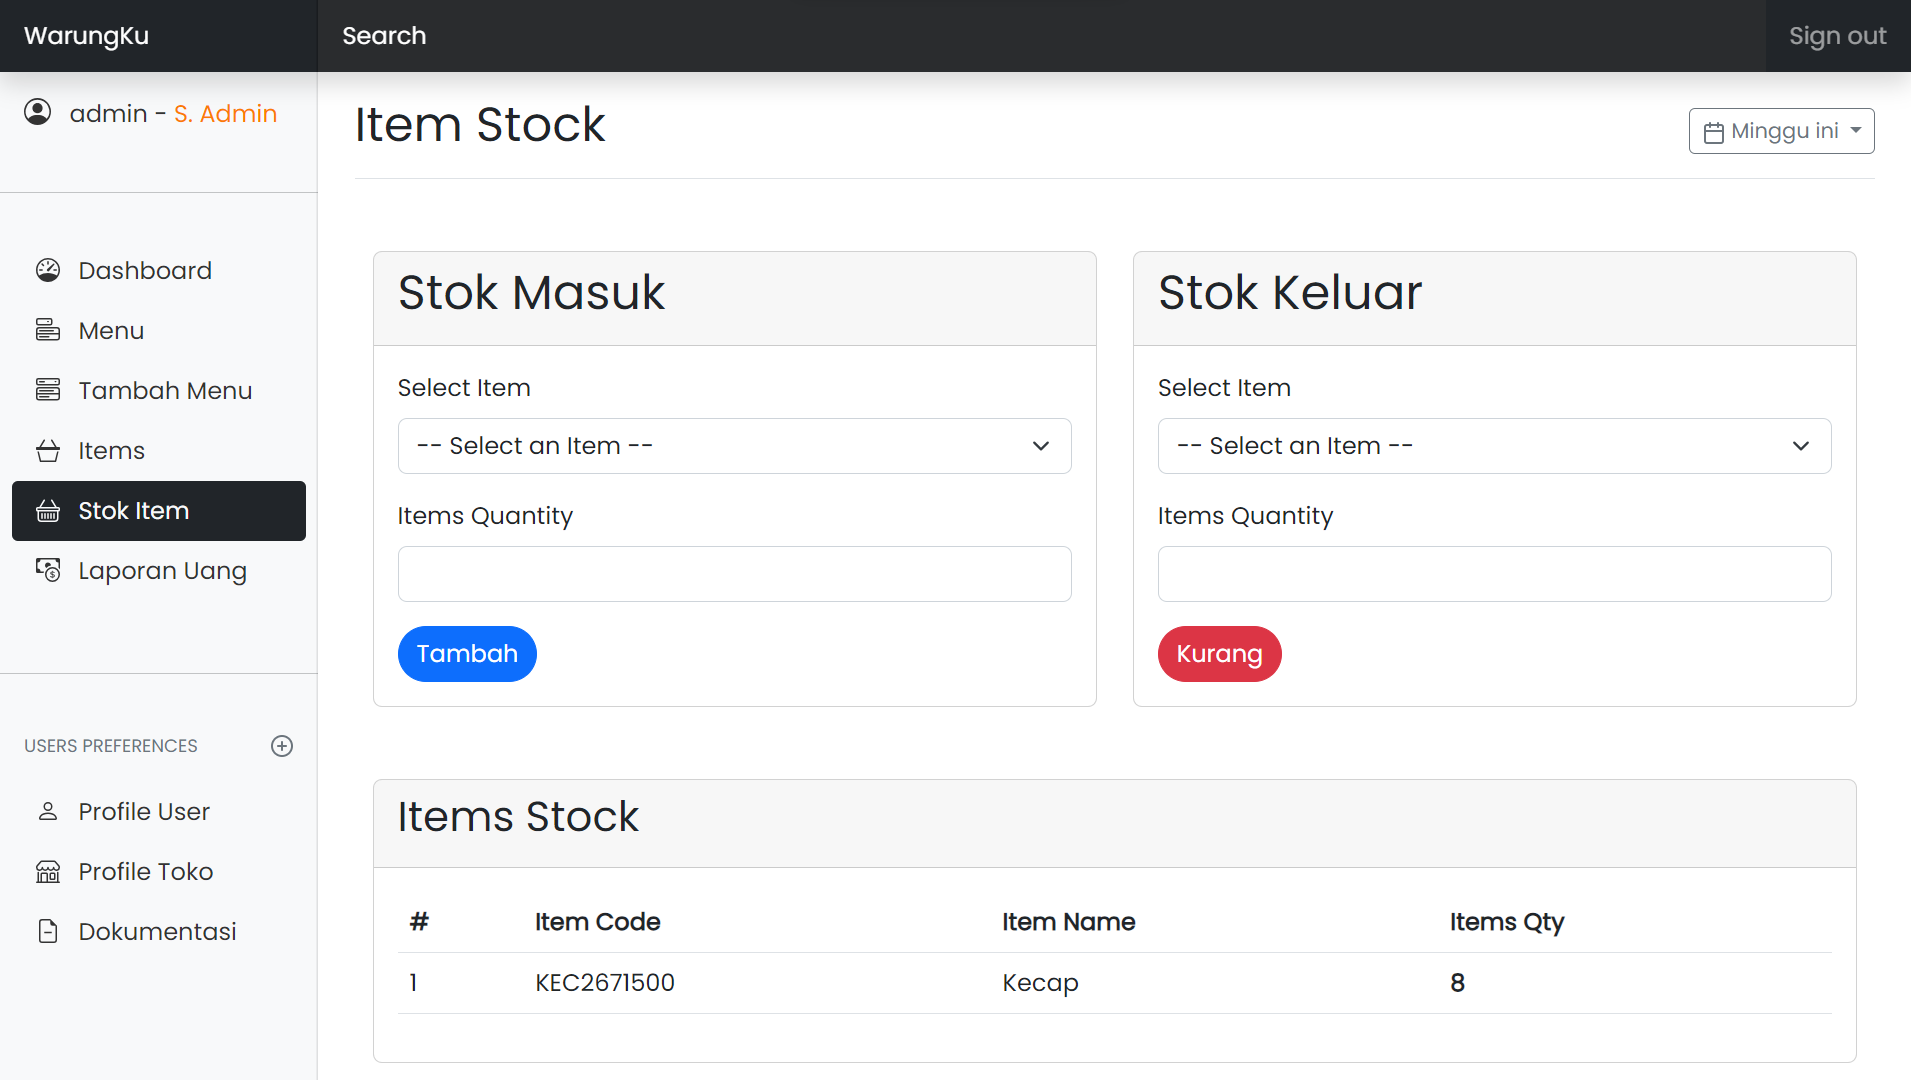 WarungKu
Search
Sign out
admin - S. Admin
Dashboard
Menu
Tambah Menu
Items
Stok Item
Laporan Uang
USERS PREFERENCES
Profile User
Profile Toko
Dokumentasi
Item Stock
Minggu ini
Stok Masuk
Select Item
-- Select an Item --
Items Quantity
Tambah
Stok Keluar
Select Item
-- Select an Item --
Items Quantity
Kurang
Items Stock
# Item Code Item Name Items Qty
1 KEC2671500 Kecap 8